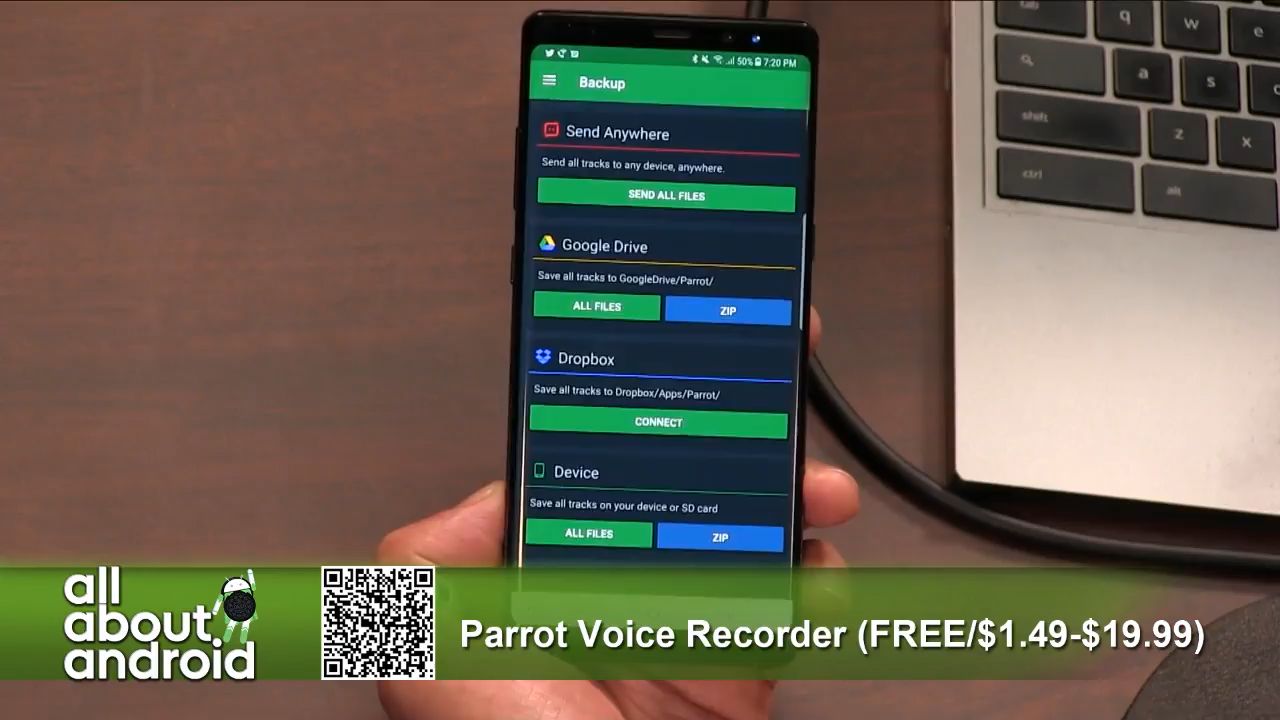 50% 7:20 PM
Backup
Send Anywhere
Send all tracks to any device, anywhere.
SEND ALL FILES
Google Drive
Save all tracks to GoogleDrive/Parrot/
ALL FILES ZIP
Dropbox
Save all tracks to Dropbox/Apps/Parrot/
CONNECT
Device
Save all tracks on your device or SD card
ALL FILES ZIP
tab q w e
a s
shift z x
ctrl alt
all
about
android
Parrot Voice Recorder (FREE/$1.49-$19.99)